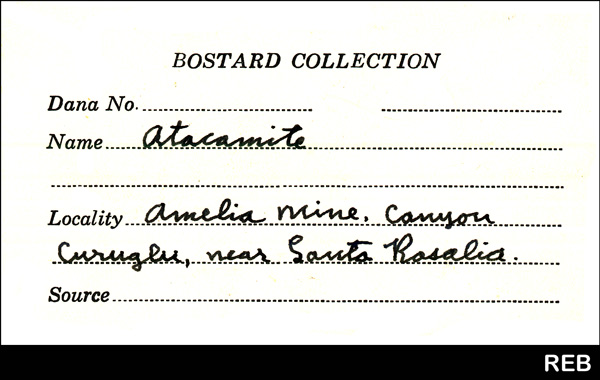 BOSTARD COLLECTION
Dana No.
Name Atacamite
Locality Amelia Mine, Canyon
Curuglu, near Santa Rosalia.
Source
REB